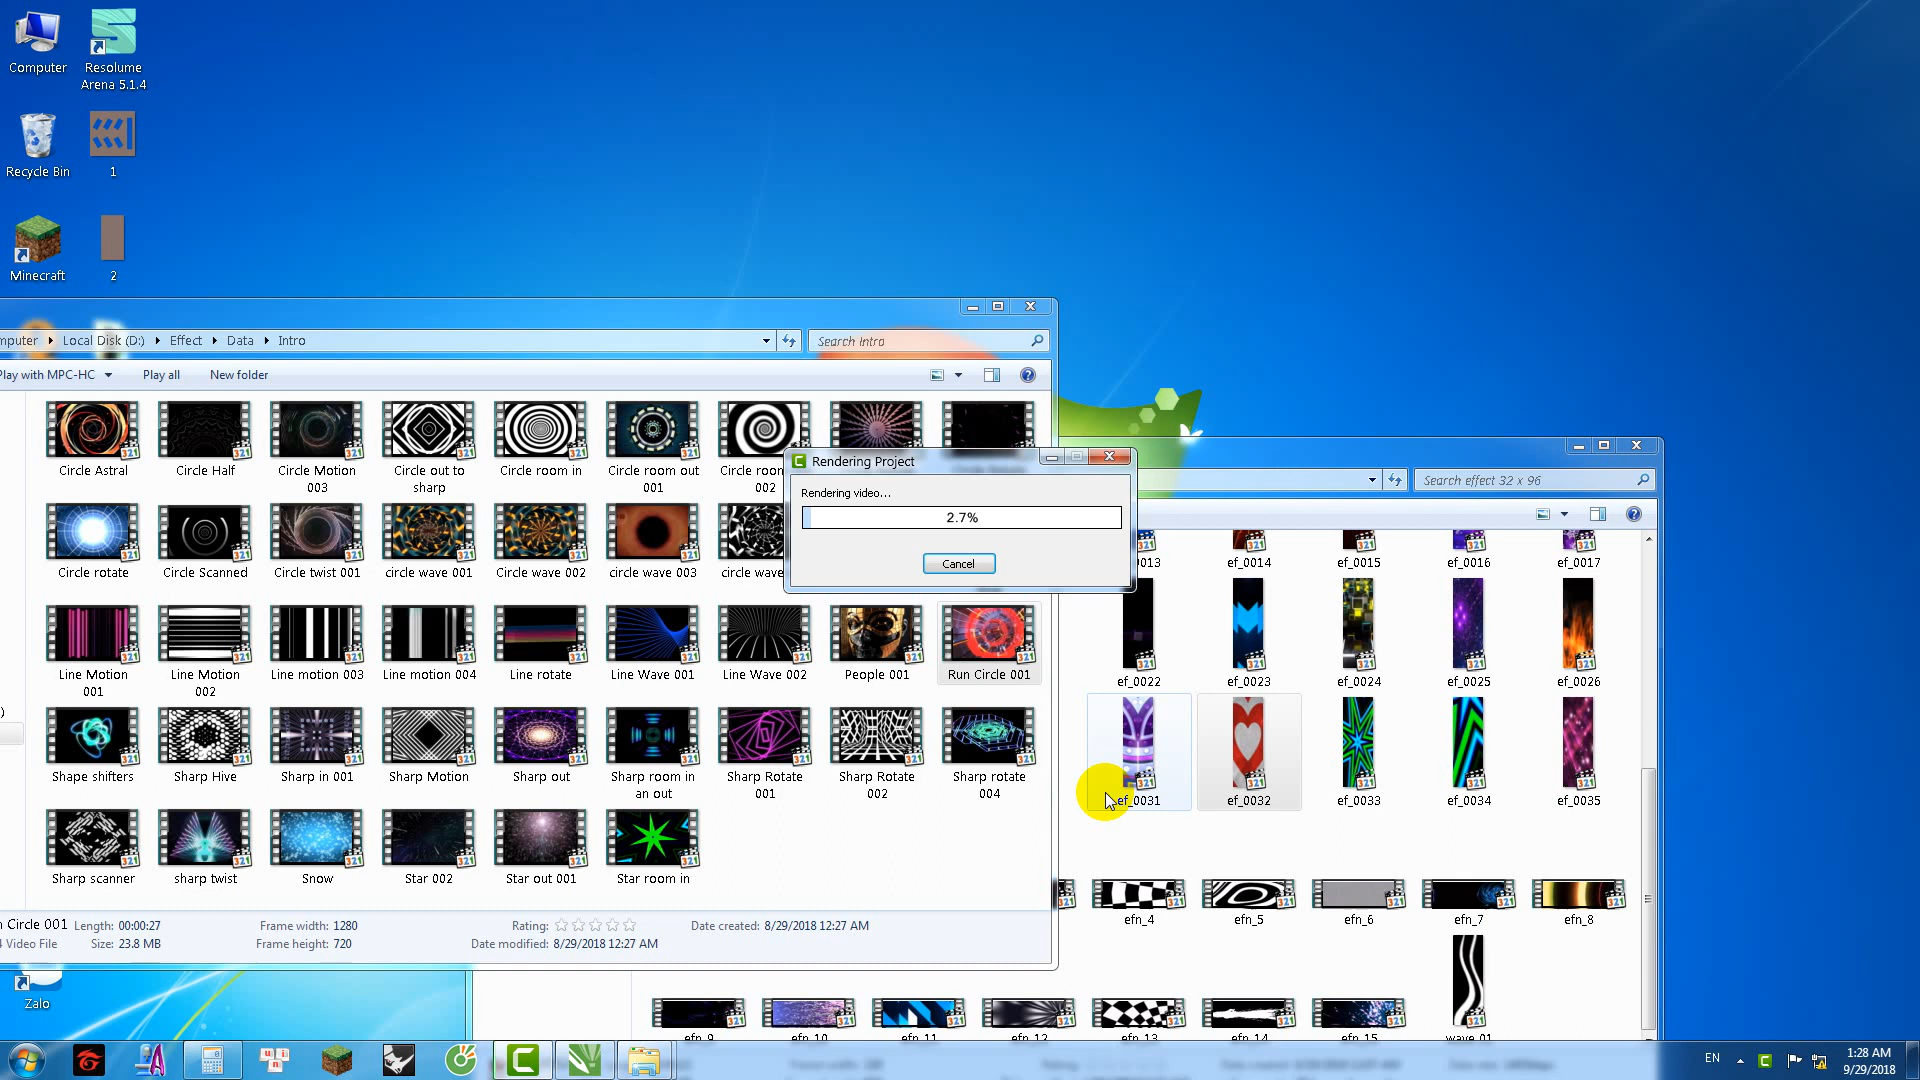 Computer
Resolume
Arena 5.1.4
Recycle Bin
1
Minecraft
2
mputer
Local Disk (D:)
Effect
Data
Intro
Search Intro
Play with MPC-HC
Play all
New folder
Circle Astral
Circle Half
Circle Motion
003
Circle out to
sharp
Circle room in
Circle room out
001
Circle room
002
Circle rotate
Circle Scanned
Circle twist 001
circle wave 001
Circle wave 002
circle wave 003
circle wave
Line Motion
001
Line Motion
002
Line motion 003
Line motion 004
Line rotate
Line Wave 001
Line Wave 002
People 001
Run Circle 001
Shape shifters
Sharp Hive
Sharp in 001
Sharp Motion
Sharp out
Sharp room in
an out
Sharp Rotate
001
Sharp Rotate
002
Sharp rotate
004
Sharp scanner
sharp twist
Snow
Star 002
Star out 001
Star room in
n Circle 001
Length: 00:00:27
Frame width: 1280
Rating:
Date created: 8/29/2018 12:27 AM
4 Video File
Size: 23.8 MB
Frame height: 720
Date modified: 8/29/2018 12:27 AM
Rendering Project
Rendering video...
2.7%
Cancel
Search effect 32 x 96
0013
ef_0014
ef_0015
ef_0016
ef_0017
ef_0022
ef_0023
ef_0024
ef_0025
ef_0026
ef_0031
ef_0032
ef_0033
ef_0034
ef_0035
efn_4
efn_5
efn_6
efn_7
efn_8
efn_9
efn_10
efn_11
efn_12
efn_13
efn_14
efn_15
wave 01
Zalo
EN
1:28 AM
9/29/2018